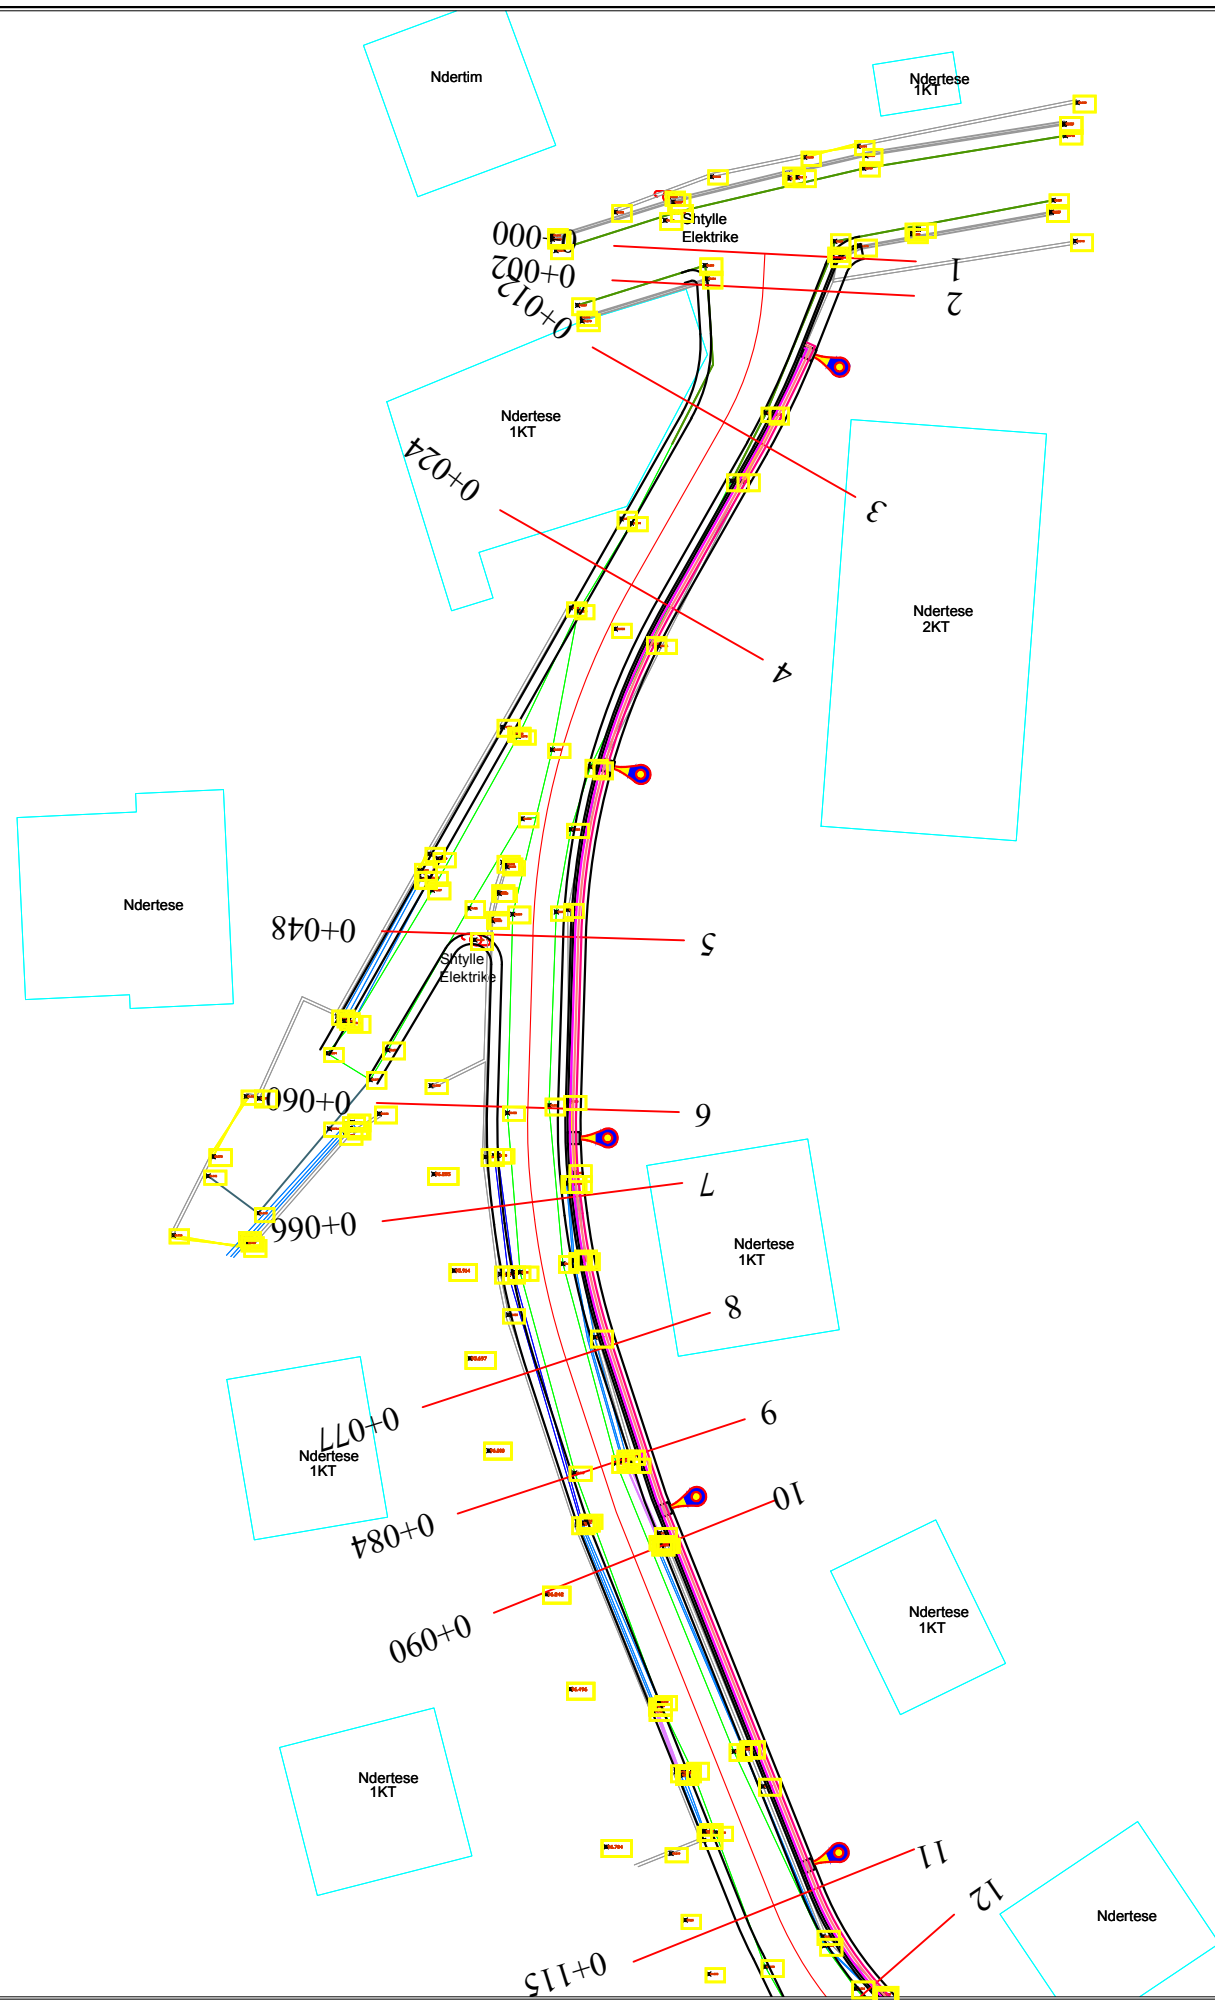 Ndertim
Ndertese
1KT
Shtylle
Elektrike
0+000
1
0+002
2
0+012
3
Ndertese
1KT
0+024
4
Ndertese
2KT
Ndertese
0+048
5
Shtylle
Elektrike
0+060
6
7
0+066
Ndertese
1KT
8
0+077
Ndertese
1KT
9
0+084
10
0+090
Ndertese
1KT
Ndertese
1KT
11
0+115
12
Ndertese